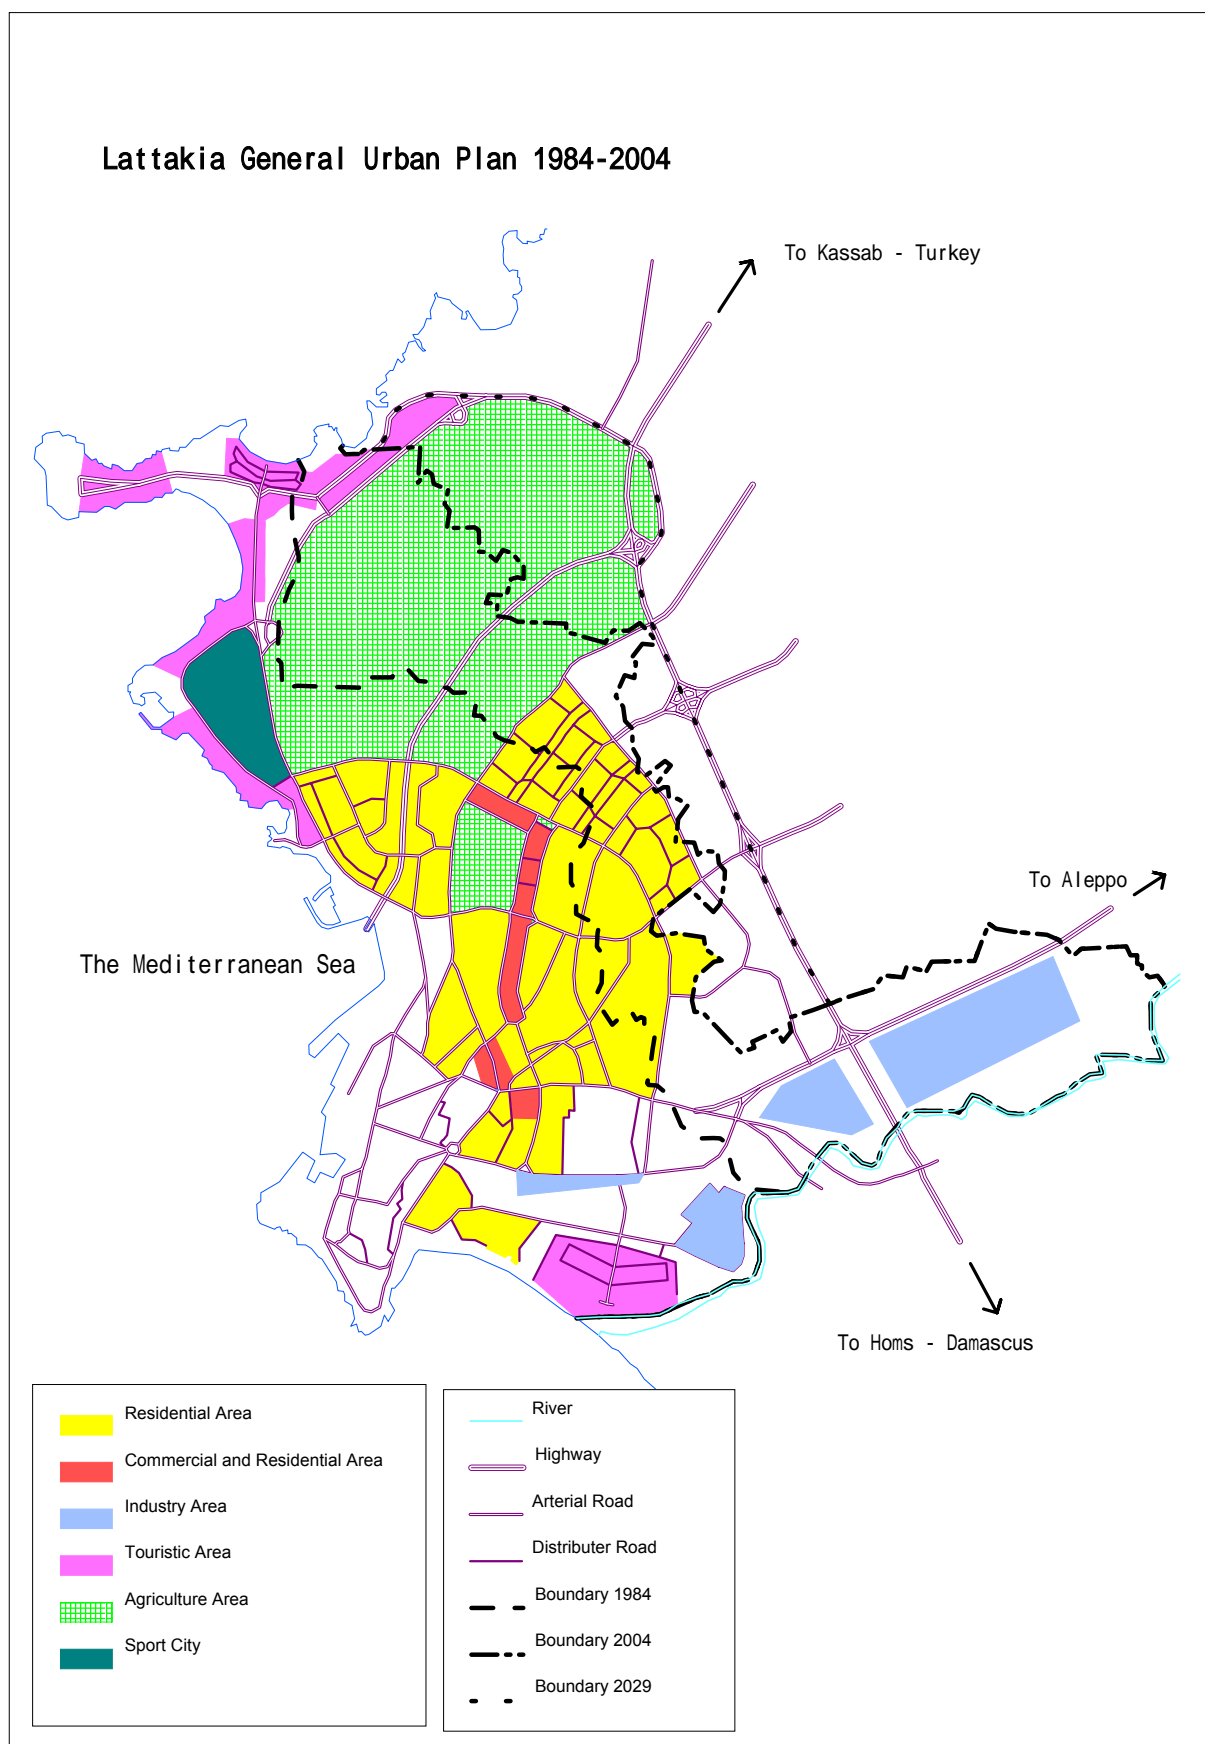 Lattakia General Urban Plan 1984-2004
To Kassab - Turkey
To Aleppo
The Mediterranean Sea
To Homs - Damascus
Residential Area
Commercial and Residential Area
Industry Area
Touristic Area
Agriculture Area
Sport City
River
Highway
Arterial Road
Distributer Road
Boundary 1984
Boundary 2004
Boundary 2029